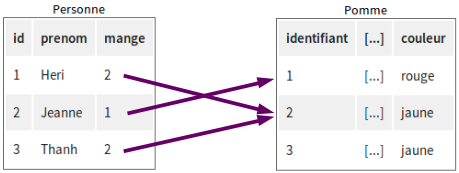 Personne
id prenom mange
1 Heri 2
2 Jeanne 1
3 Thanh 2
Pomme
identifiant [...] couleur
1 [...] rouge
2 [...] jaune
3 [...] jaune